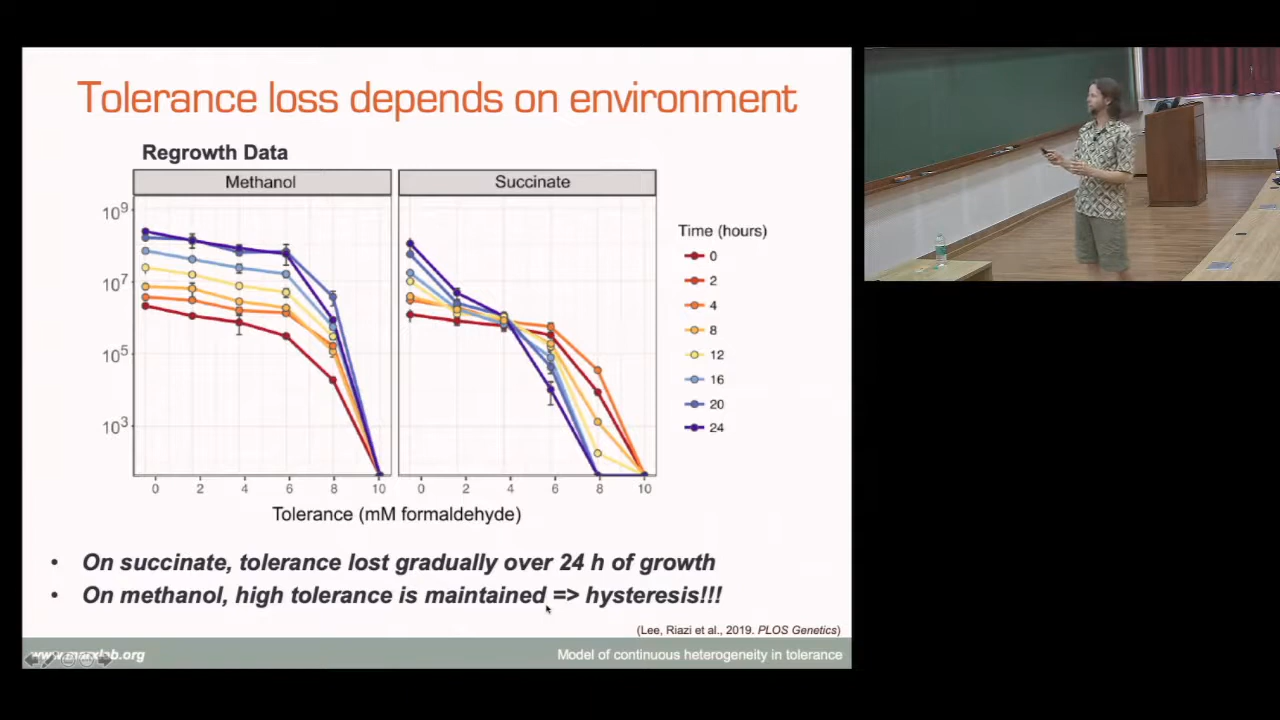 Tolerance loss depends on environment
Regrowth Data
Methanol
Succinate
10⁹
10⁷
10⁵
10³
0 2 4 6 8 10
0 2 4 6 8 10
Tolerance (mM formaldehyde)
Time (hours)
0
2
4
8
12
16
20
24
• On succinate, tolerance lost gradually over 24 h of growth
• On methanol, high tolerance is maintained => hysteresis!!!
(Lee, Riazi et al., 2019. PLOS Genetics)
www.marxlab.org
Model of continuous heterogeneity in tolerance